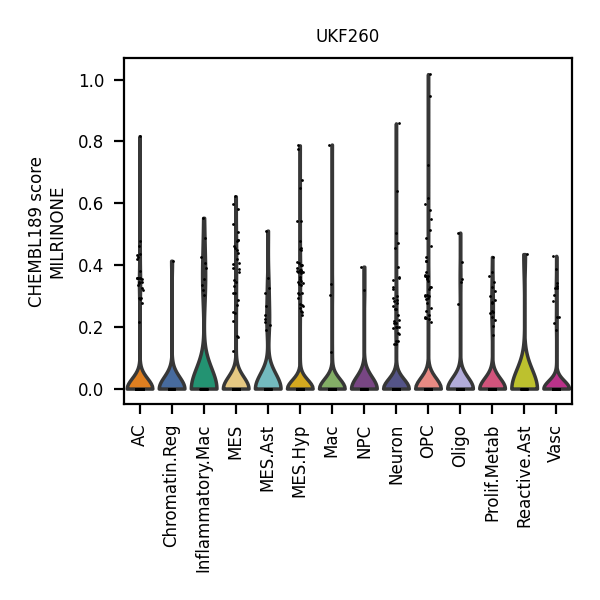 UKF260
CHEMBL189 score
MILRINONE
1.0
0.8
0.6
0.4
0.2
0.0
AC
Chromatin.Reg
Inflammatory.Mac
MES
MES.Ast
MES.Hyp
Mac
NPC
Neuron
OPC
Oligo
Prolif.Metab
Reactive.Ast
Vasc